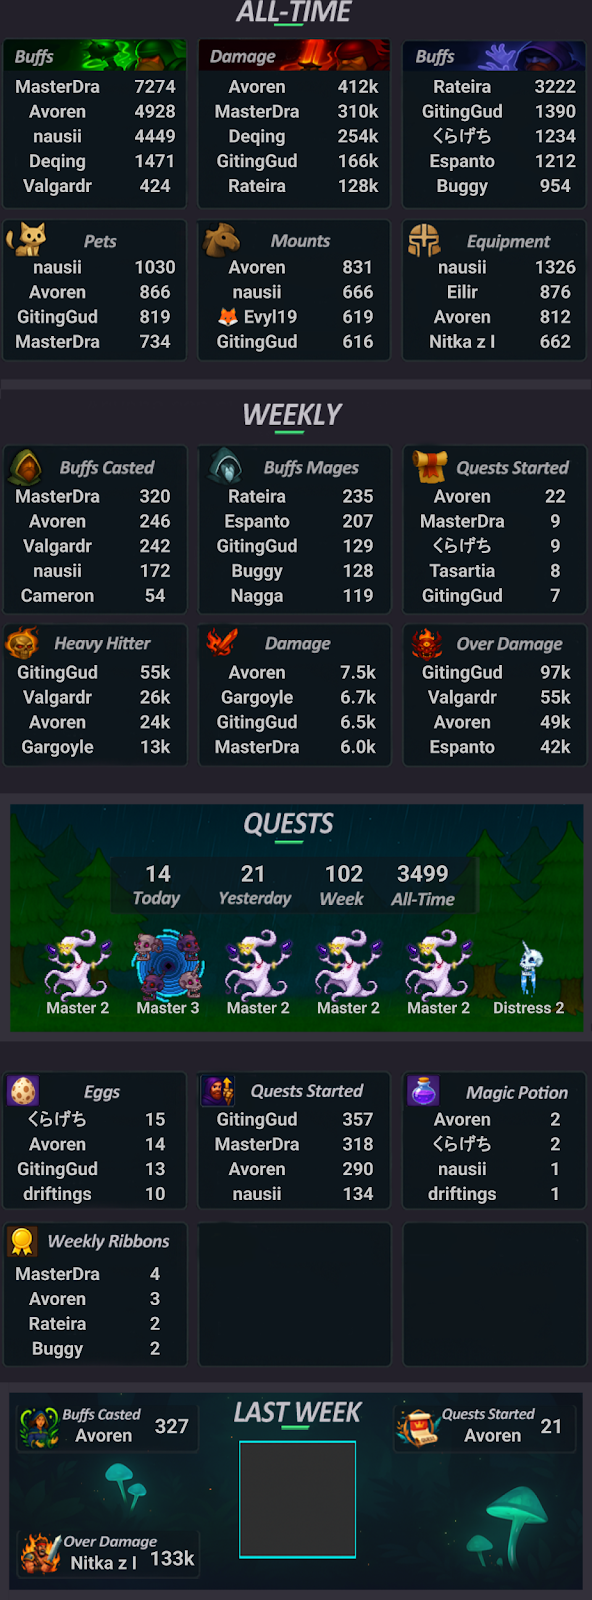 ALL-TIME
Buffs Damage Buffs
MasterDra 7274 Avoren 412k Rateira 3222
Avoren 4928 MasterDra 310k GitingGud 1390
nausii 4449 Deqing 254k くらげち 1234
Deqing 1471 GitingGud 166k Espanto 1212
Valgardr 424 Rateira 128k Buggy 954
Pets Mounts Equipment
nausii 1030 Avoren 831 nausii 1326
Avoren 866 nausii 666 Eilir 876
GitingGud 819 🦊 Evyl19 619 Avoren 812
MasterDra 734 GitingGud 616 Nitka z I 662
WEEKLY
Buffs Casted Buffs Mages Quests Started
MasterDra 320 Rateira 235 Avoren 22
Avoren 246 Espanto 207 MasterDra 9
Valgardr 242 GitingGud 129 くらげち 9
nausii 172 Buggy 128 Tasartia 8
Cameron 54 Nagga 119 GitingGud 7
Heavy Hitter Damage Over Damage
GitingGud 55k Avoren 7.5k GitingGud 97k
Valgardr 26k Gargoyle 6.7k Valgardr 55k
Avoren 24k GitingGud 6.5k Avoren 49k
Gargoyle 13k MasterDra 6.0k Espanto 42k
QUESTS
14 21 102 3499
Today Yesterday Week All-Time
Master 2 Master 3 Master 2 Master 2 Master 2 Distress 2
Eggs Quests Started Magic Potion
くらげち 15 GitingGud 357 Avoren 2
Avoren 14 MasterDra 318 くらげち 2
GitingGud 13 Avoren 290 nausii 1
driftings 10 nausii 134 driftings 1
Weekly Ribbons
MasterDra 4
Avoren 3
Rateira 2
Buggy 2
LAST WEEK
Buffs Casted
Avoren 327
Quests Started
Avoren 21
Over Damage
Nitka z I 133k